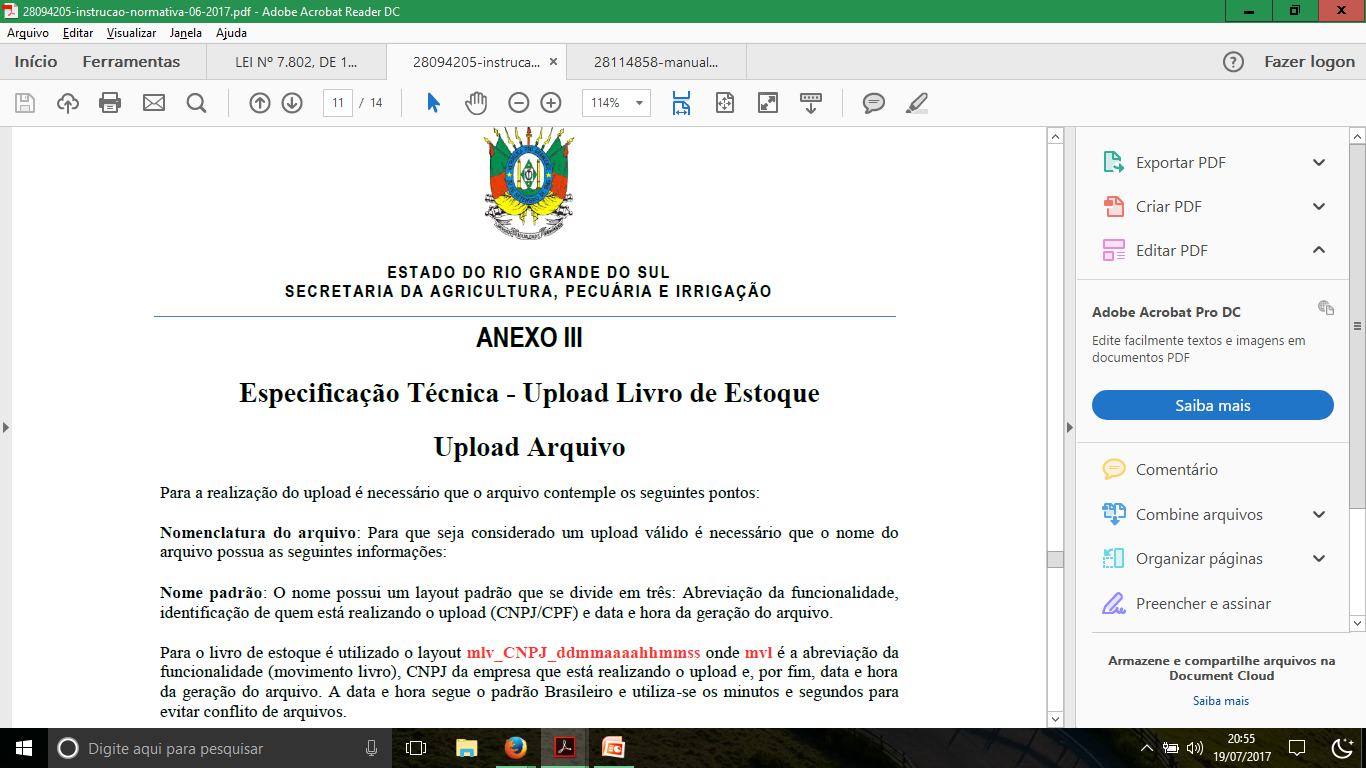 28094205-instrucao-normativa-06-2017.pdf - Adobe Acrobat Reader DC
Arquivo Editar Visualizar Janela Ajuda
Início Ferramentas LEI Nº 7.802, DE 1... 28094205-instruca... × 28114858-manual... Fazer logon
11 / 14 114%
ESTADO DO RIO GRANDE DO SUL
SECRETARIA DA AGRICULTURA, PECUÁRIA E IRRIGAÇÃO
ANEXO III
Especificação Técnica - Upload Livro de Estoque
Upload Arquivo
Para a realização do upload é necessário que o arquivo contemple os seguintes pontos:
Nomenclatura do arquivo: Para que seja considerado um upload válido é necessário que o nome do
arquivo possua as seguintes informações:
Nome padrão: O nome possui um layout padrão que se divide em três: Abreviação da funcionalidade,
identificação de quem está realizando o upload (CNPJ/CPF) e data e hora da geração do arquivo.
Para o livro de estoque é utilizado o layout mlv_CNPJ_ddmmaaaahhmmss onde mvl é a abreviação da
funcionalidade (movimento livro), CNPJ da empresa que está realizando o upload e, por fim, data e hora
da geração do arquivo. A data e hora segue o padrão Brasileiro e utiliza-se os minutos e segundos para
evitar conflito de arquivos.
Exportar PDF
Criar PDF
Editar PDF
Adobe Acrobat Pro DC
Edite facilmente textos e imagens em
documentos PDF
Saiba mais
Comentário
Combine arquivos
Organizar páginas
Preencher e assinar
Armazene e compartilhe arquivos na
Document Cloud
Saiba mais
Digite aqui para pesquisar
20:55
19/07/2017